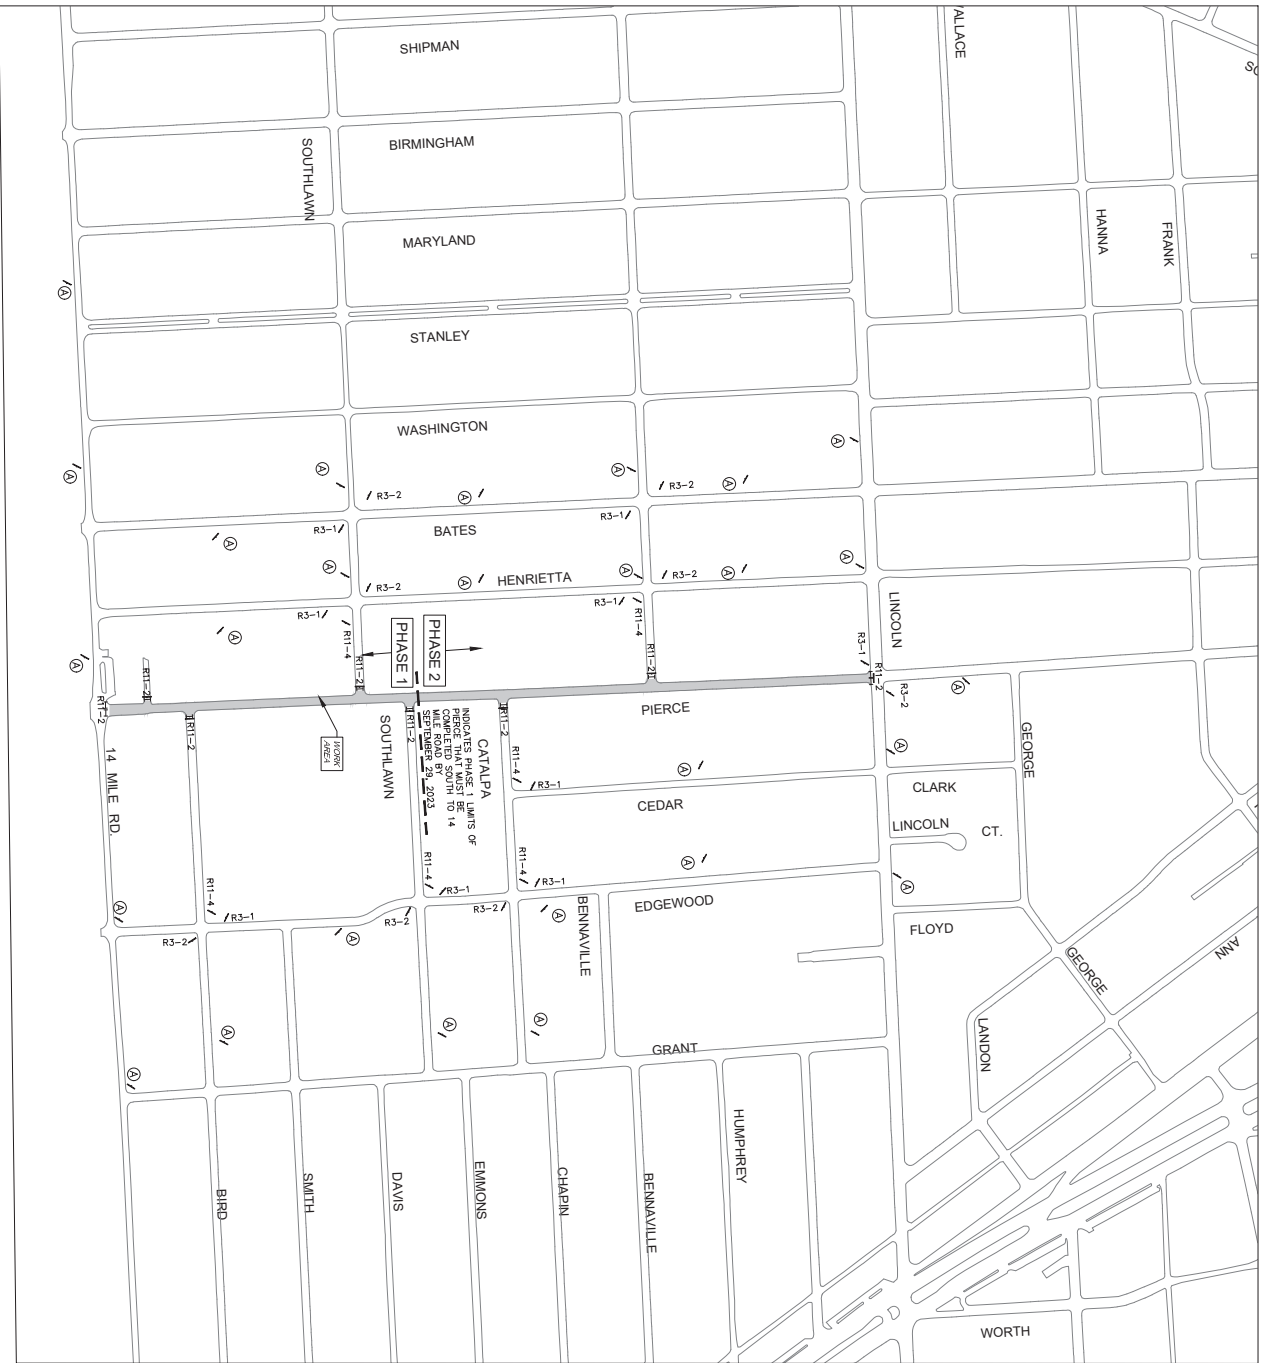 SHIPMAN
BIRMINGHAM
SOUTHLAWN
MARYLAND
HANNA
FRANK
STANLEY
WASHINGTON
A
A
A
A
A
R3-2
A
R3-2
A
R3-1
BATES
R3-1
A
A
A
A
R3-2
A
HENRIETTA
R3-2
A
R3-1
R3-1
R11-4
R11-4
A
LINCOLN
R3-1
PHASE 1
PHASE 2
A
R11-2
R11-2
R11-2
R11-2
R11-2
R3-2
A
R11-2
R11-2
R11-2
PIERCE
WORK
AREA
INDICATES PHASE 1 LIMITS OF
PIERCE THAT MUST BE
COMPLETED SOUTH TO 14
MILE ROAD BY
SEPTEMBER 29, 2023
SOUTHLAWN
CATALPA
GEORGE
A
14 MILE RD.
R11-4
R3-1
A
CLARK
CEDAR
LINCOLN CT.
R11-4
R3-1
R11-4
R3-1
A
A
R11-4
R3-1
A
R3-2
R3-2
A
BENNAVILLE
EDGEWOOD
FLOYD
R3-2
A
ANN
GEORGE
A
A
A
LANDON
GRANT
A
HUMPHREY
BIRD
SMITH
DAVIS
EMMONS
CHAPIN
BENNAVILLE
WORTH